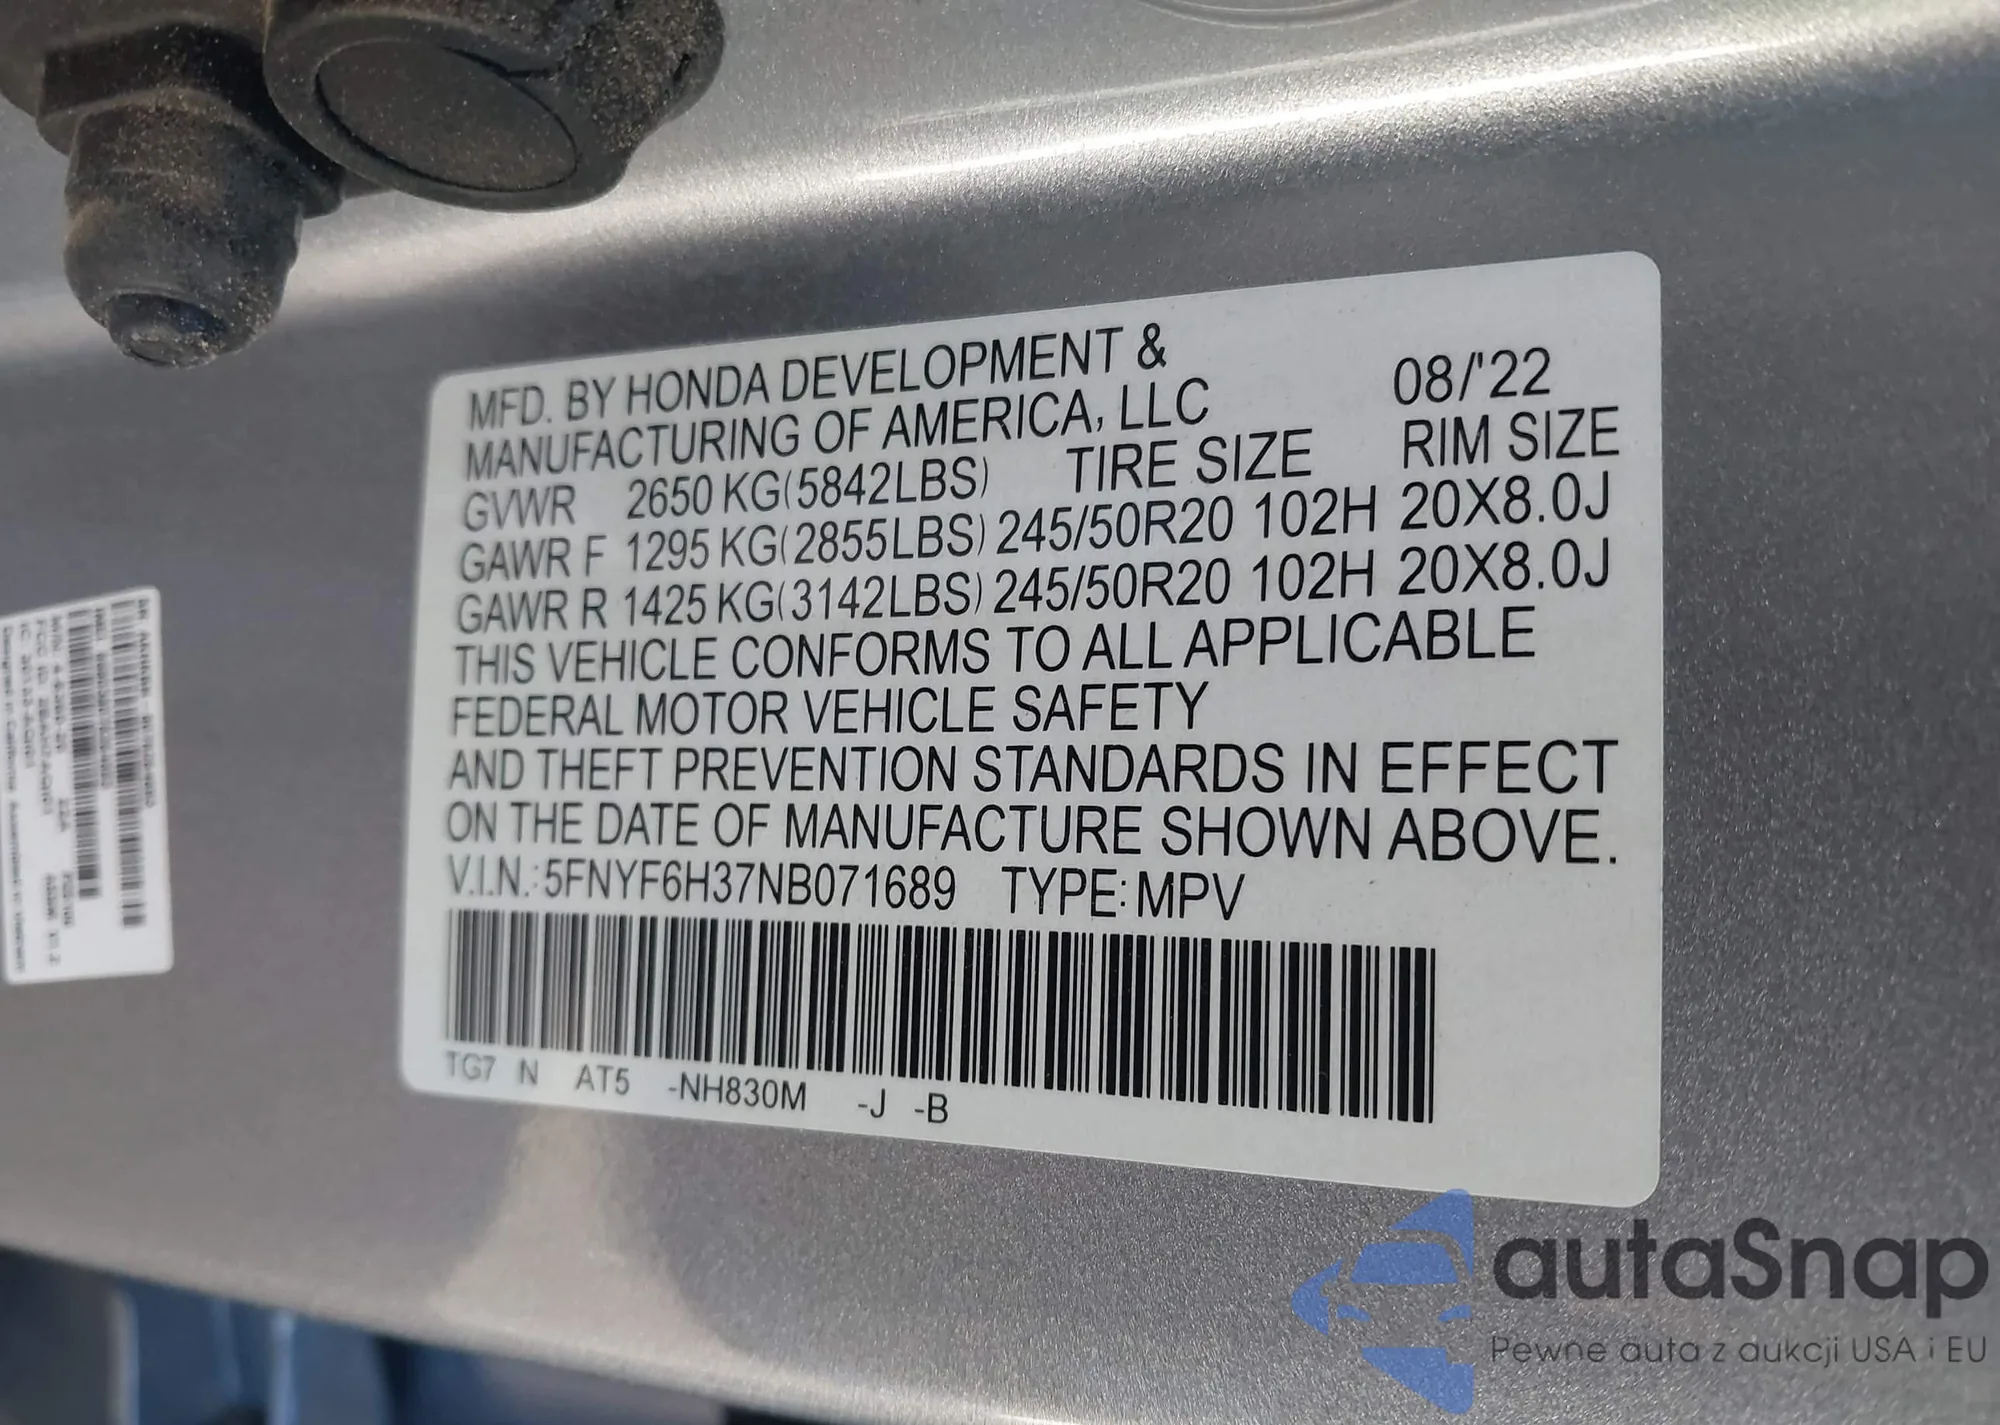 MFD. BY HONDA DEVELOPMENT &
MANUFACTURING OF AMERICA, LLC 08/'22
GVWR 2650 KG(5842LBS) TIRE SIZE RIM SIZE
GAWR F 1295 KG(2855LBS) 245/50R20 102H 20X8.0J
GAWR R 1425 KG(3142LBS) 245/50R20 102H 20X8.0J
THIS VEHICLE CONFORMS TO ALL APPLICABLE
FEDERAL MOTOR VEHICLE SAFETY
AND THEFT PREVENTION STANDARDS IN EFFECT
ON THE DATE OF MANUFACTURE SHOWN ABOVE.
V.I.N.: 5FNYF6H37NB071689 TYPE: MPV
TG7 N AT5 -NH830M -J -B
autaSnap
Pewne auta z aukcji USA i EU